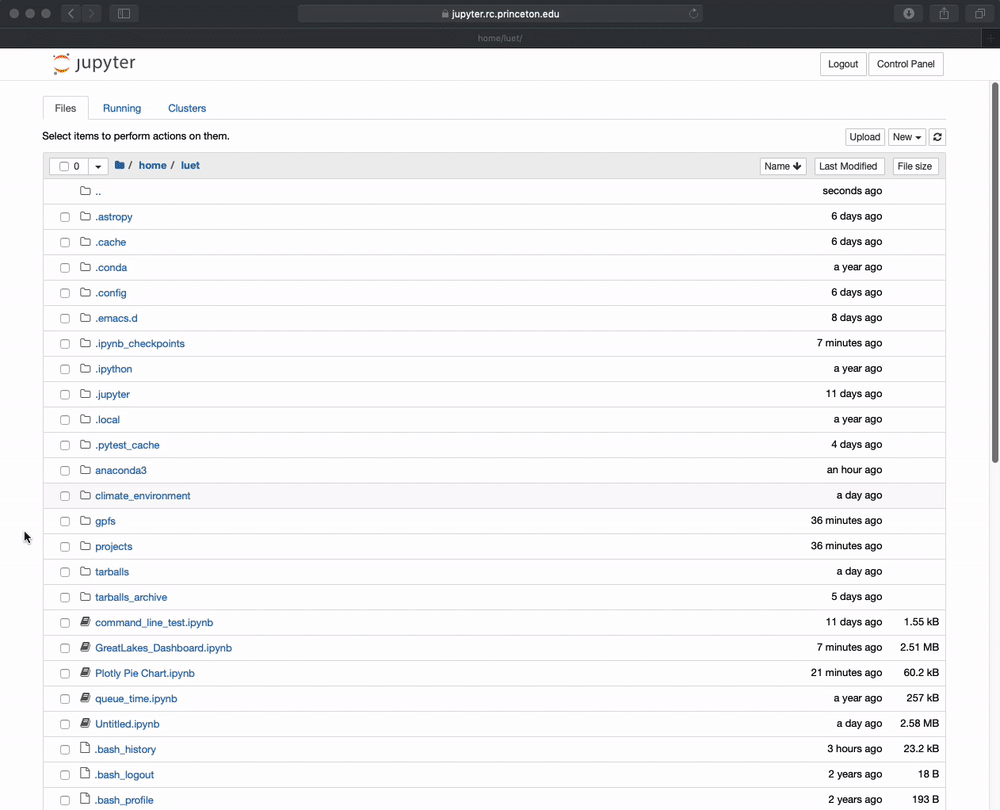 jupyter.rc.princeton.edu
home/luet/
jupyter
Logout Control Panel
Files Running Clusters
Select items to perform actions on them.
Upload New
0 / home / luet Name Last Modified File size
.. seconds ago
.astropy 6 days ago
.cache 6 days ago
.conda a year ago
.config 6 days ago
.emacs.d 8 days ago
.ipynb_checkpoints 7 minutes ago
.ipython a year ago
.jupyter 11 days ago
.local a year ago
.pytest_cache 4 days ago
anaconda3 an hour ago
climate_environment a day ago
gpfs 36 minutes ago
projects 36 minutes ago
tarballs a day ago
tarballs_archive 5 days ago
command_line_test.ipynb 11 days ago 1.55 kB
GreatLakes_Dashboard.ipynb 7 minutes ago 2.51 MB
Plotly Pie Chart.ipynb 21 minutes ago 60.2 kB
queue_time.ipynb a year ago 257 kB
Untitled.ipynb a day ago 2.58 MB
.bash_history 3 hours ago 23.2 kB
.bash_logout 2 years ago 18 B
.bash_profile 2 years ago 193 B